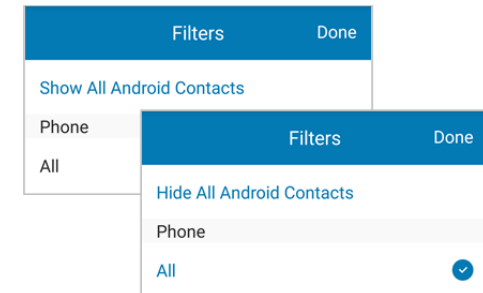 Filters Done
Show All Android Contacts
Phone
All
Filters Done
Hide All Android Contacts
Phone
All